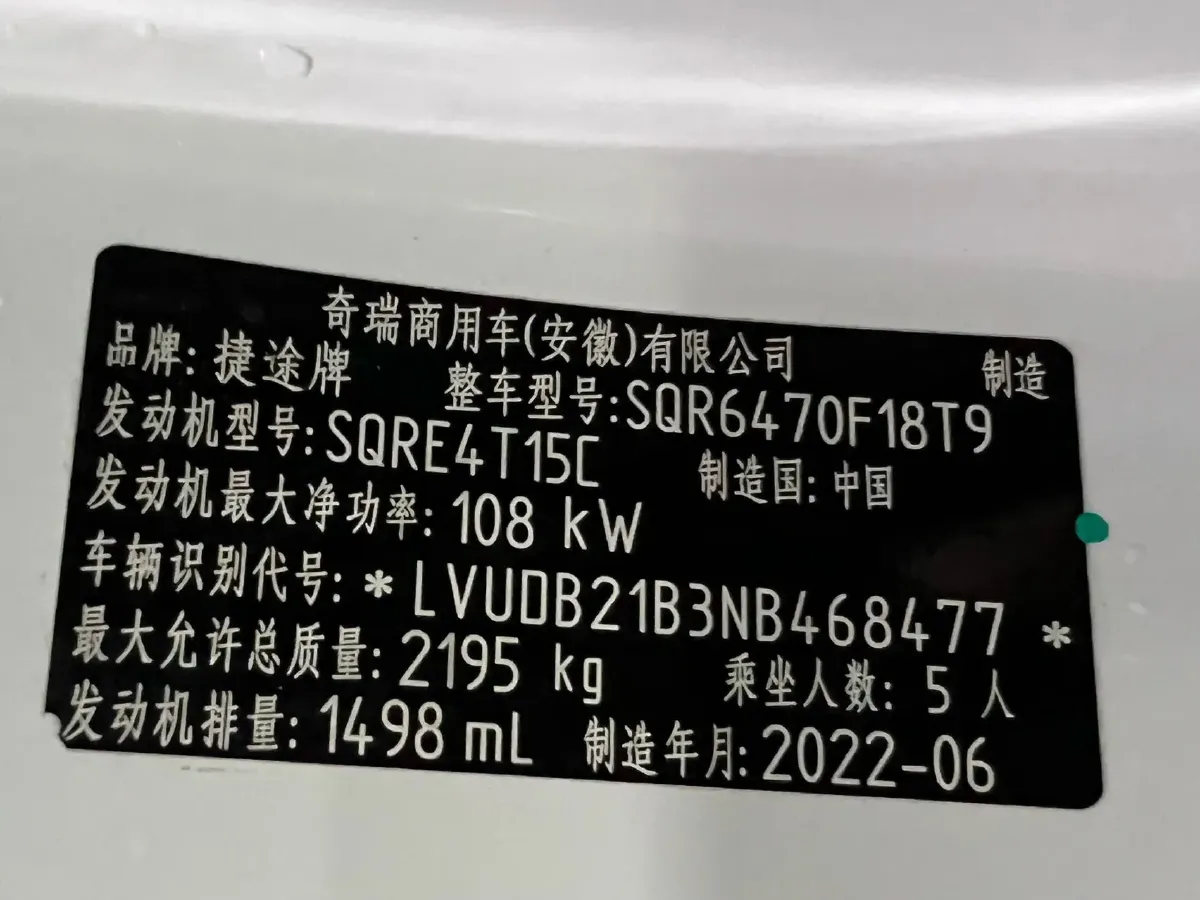 奇瑞商用车(安徽)有限公司 制造
品牌: 捷途牌 整车型号:SQR6470F18T9
发动机型号:SQRE4T15C 制造国: 中国
发动机最大净功率: 108 kW
车辆识别代号: *LVUDB21B3NB468477*
最大允许总质量: 2195 kg 乘坐人数: 5 人
发动机排量: 1498 mL 制造年月: 2022-06